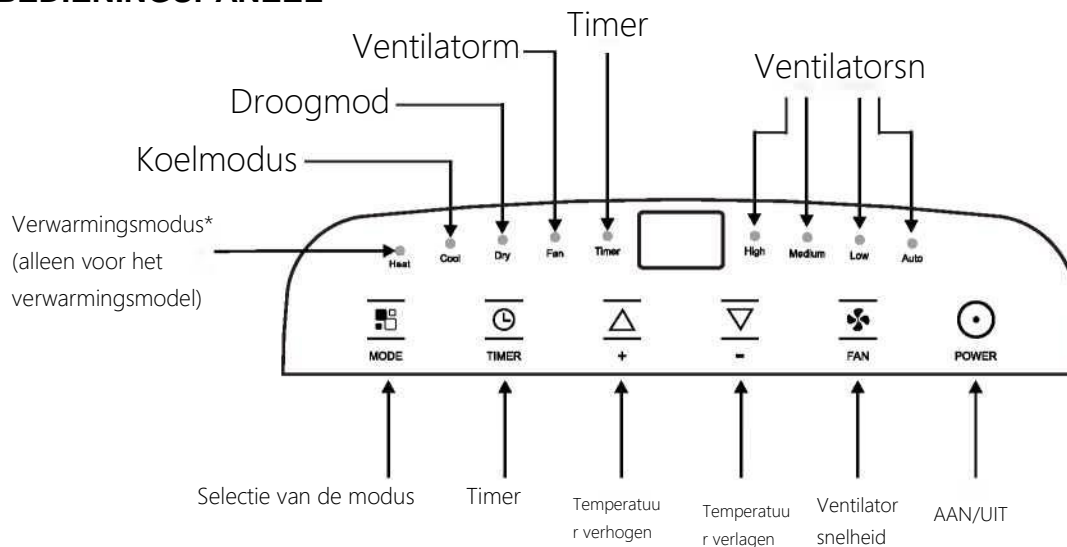 BEDIENINGSPANEEL
Timer
Ventilatorm
Ventilatorsn
Droogmod
Koelmodus
Verwarmingsmodus*
(alleen voor het
verwarmingsmodel)
Heat Cool Dry Fan Timer High Medium Low Auto
MODE TIMER + - FAN POWER
Selectie van de modus
Timer
Temperatuu
r verhogen
Temperatuu
r verlagen
Ventilator
snelheid
AAN/UIT